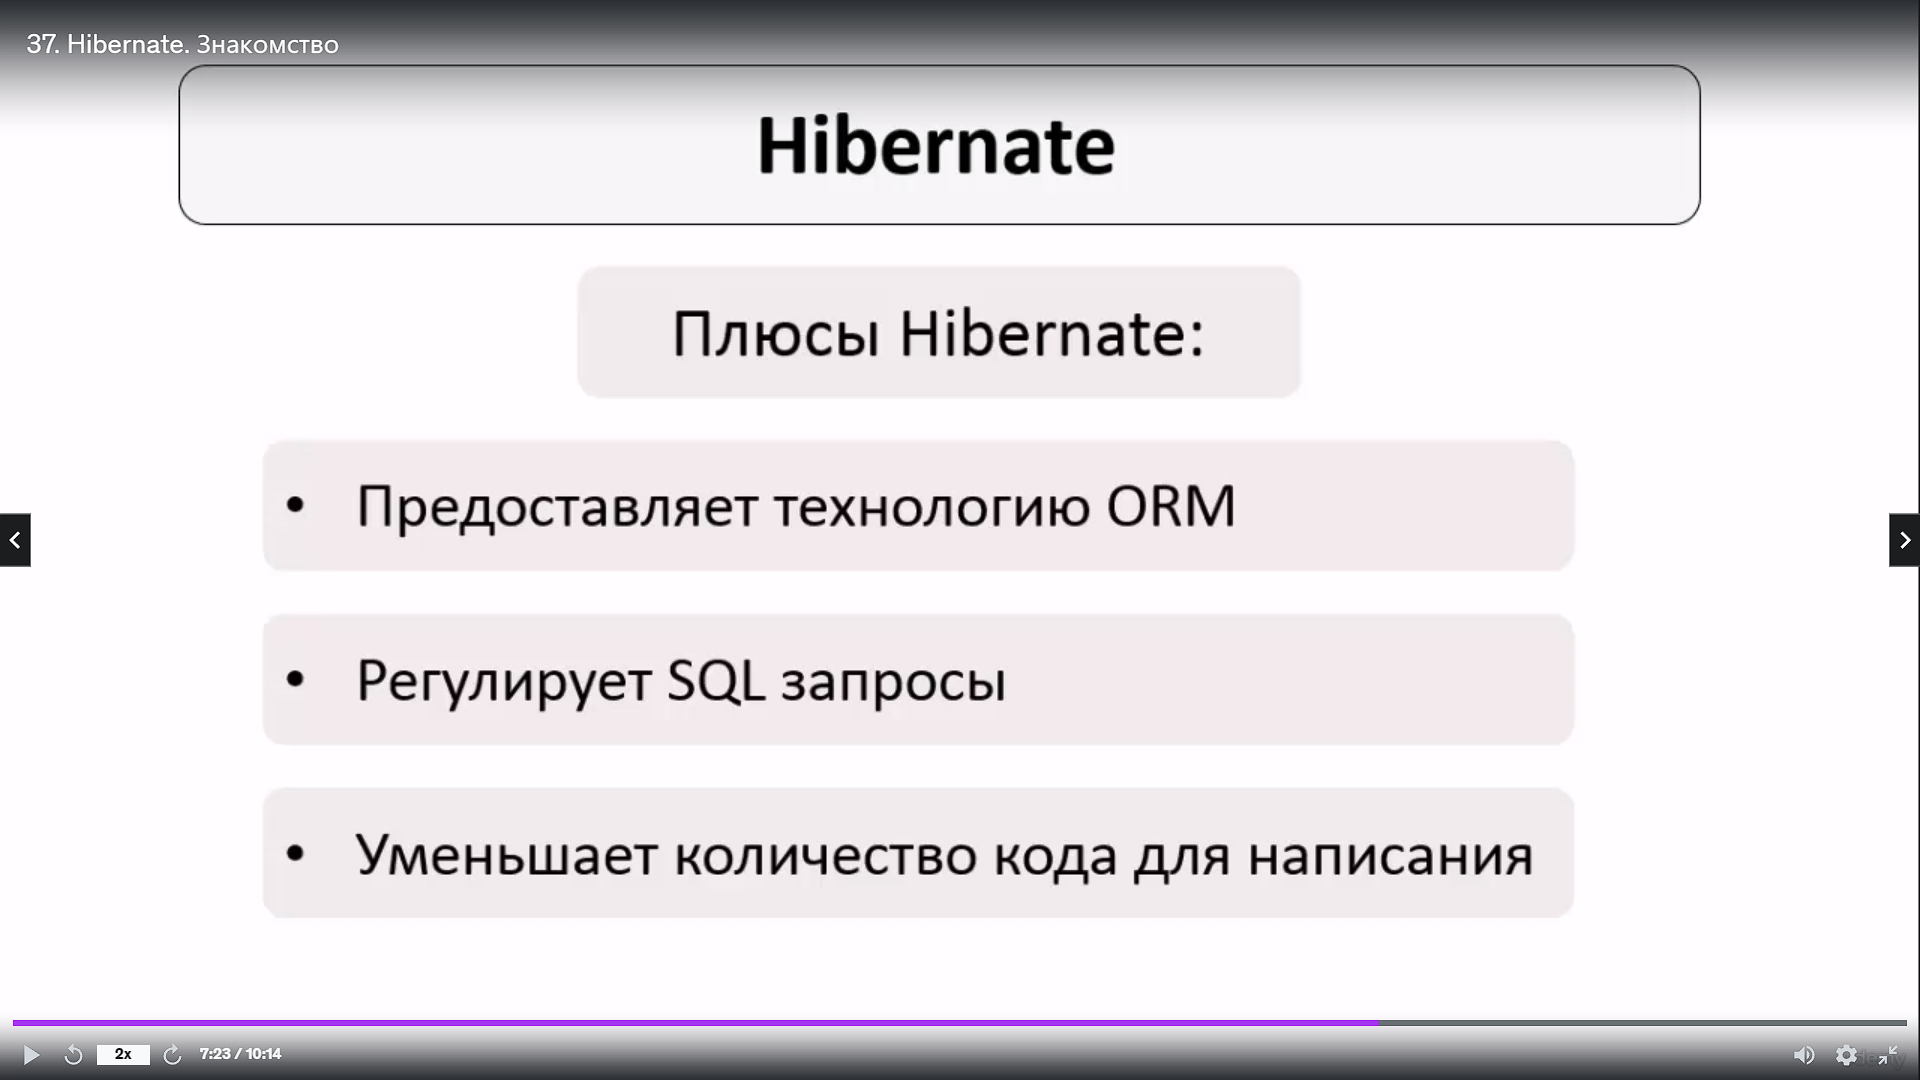 37. Hibernate. Знакомство
Hibernate
Плюсы Hibernate:
• Предоставляет технологию ORM
• Регулирует SQL запросы
• Уменьшает количество кода для написания
2x
7:23 / 10:14